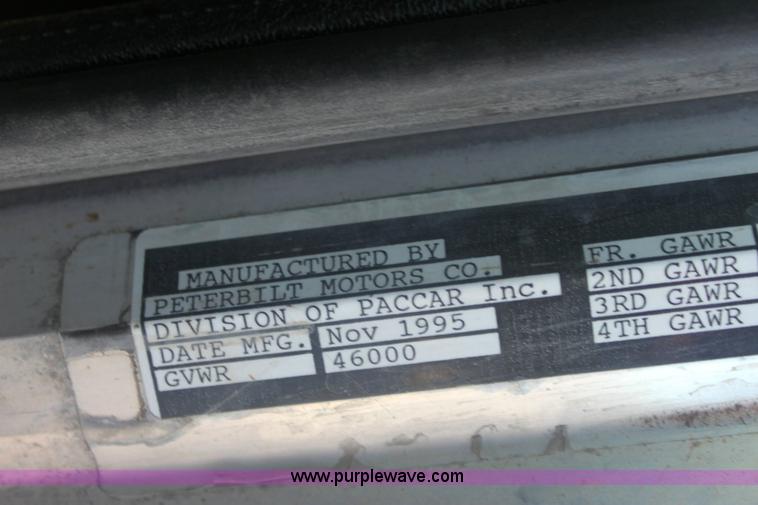 MANUFACTURED BY
PETERBILT MOTORS CO.
DIVISION OF PACCAR Inc.
DATE MFG. Nov 1995
GVWR 46000
FR. GAWR
2ND GAWR
3RD GAWR
4TH GAWR
www.purplewave.com